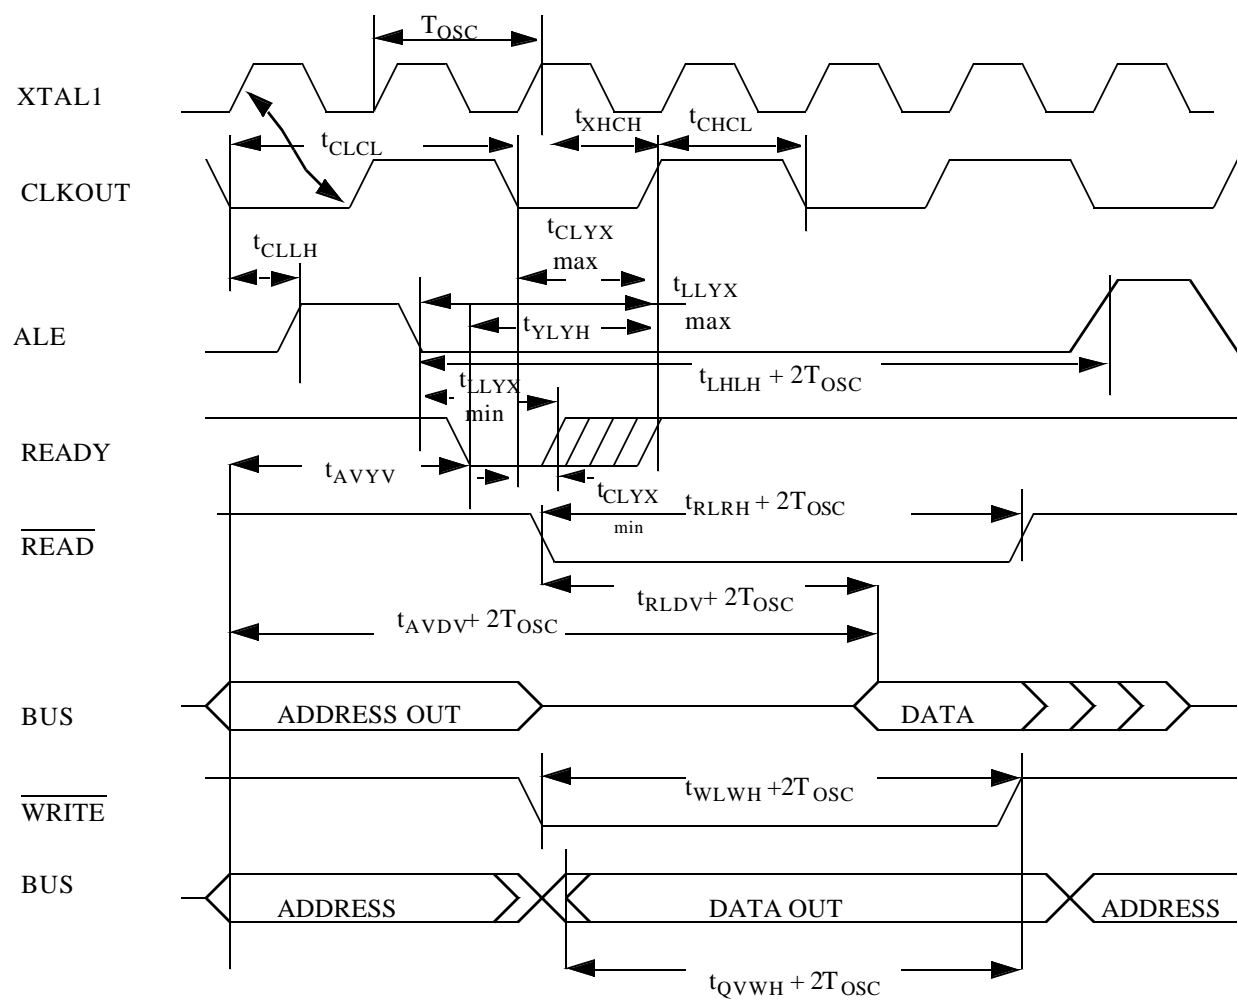 TOSC
XTAL1
tXHCH
tCHCL
tCLCL
CLKOUT
tCLYX
max
tCLLH
tLLYX
max
tYLYH
ALE
tLHLH + 2TOSC
tLLYX
min
READY
tAVYV
tCLYX
min
tRLRH + 2TOSC
READ
tRLDV+ 2TOSC
tAVDV+ 2TOSC
BUS
ADDRESS OUT
DATA
tWLWH +2TOSC
WRITE
BUS
ADDRESS
DATA OUT
ADDRESS
tQVWH + 2TOSC